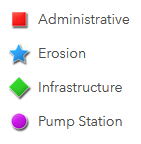 Administrative
Erosion
Infrastructure
Pump Station